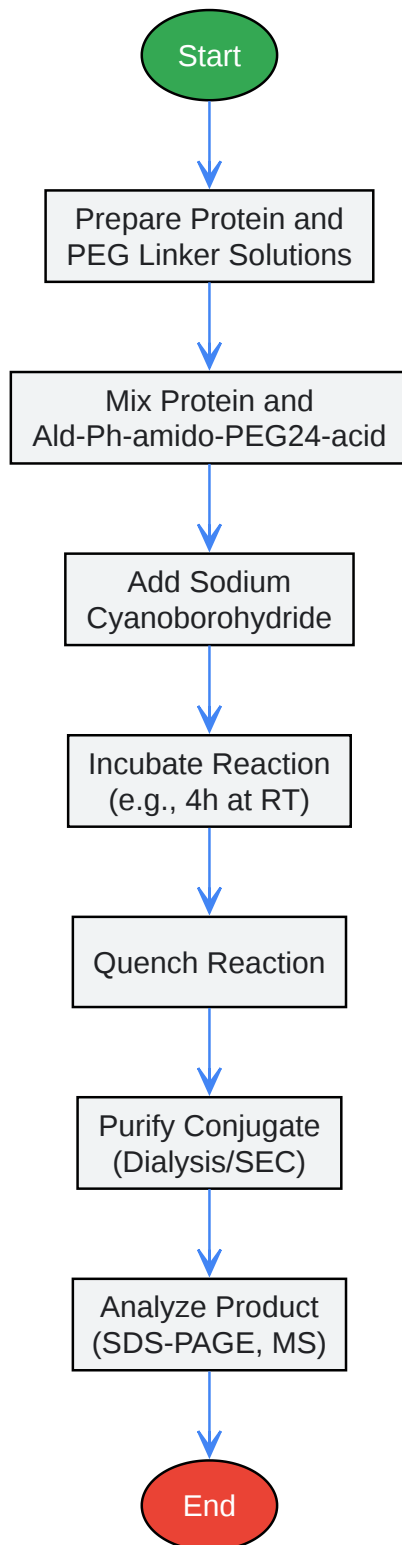 Start
Prepare Protein and
PEG Linker Solutions
Mix Protein and
Ald-Ph-amido-PEG24-acid
Add Sodium
Cyanoborohydride
Incubate Reaction
(e.g., 4h at RT)
Quench Reaction
Purify Conjugate
(Dialysis/SEC)
Analyze Product
(SDS-PAGE, MS)
End